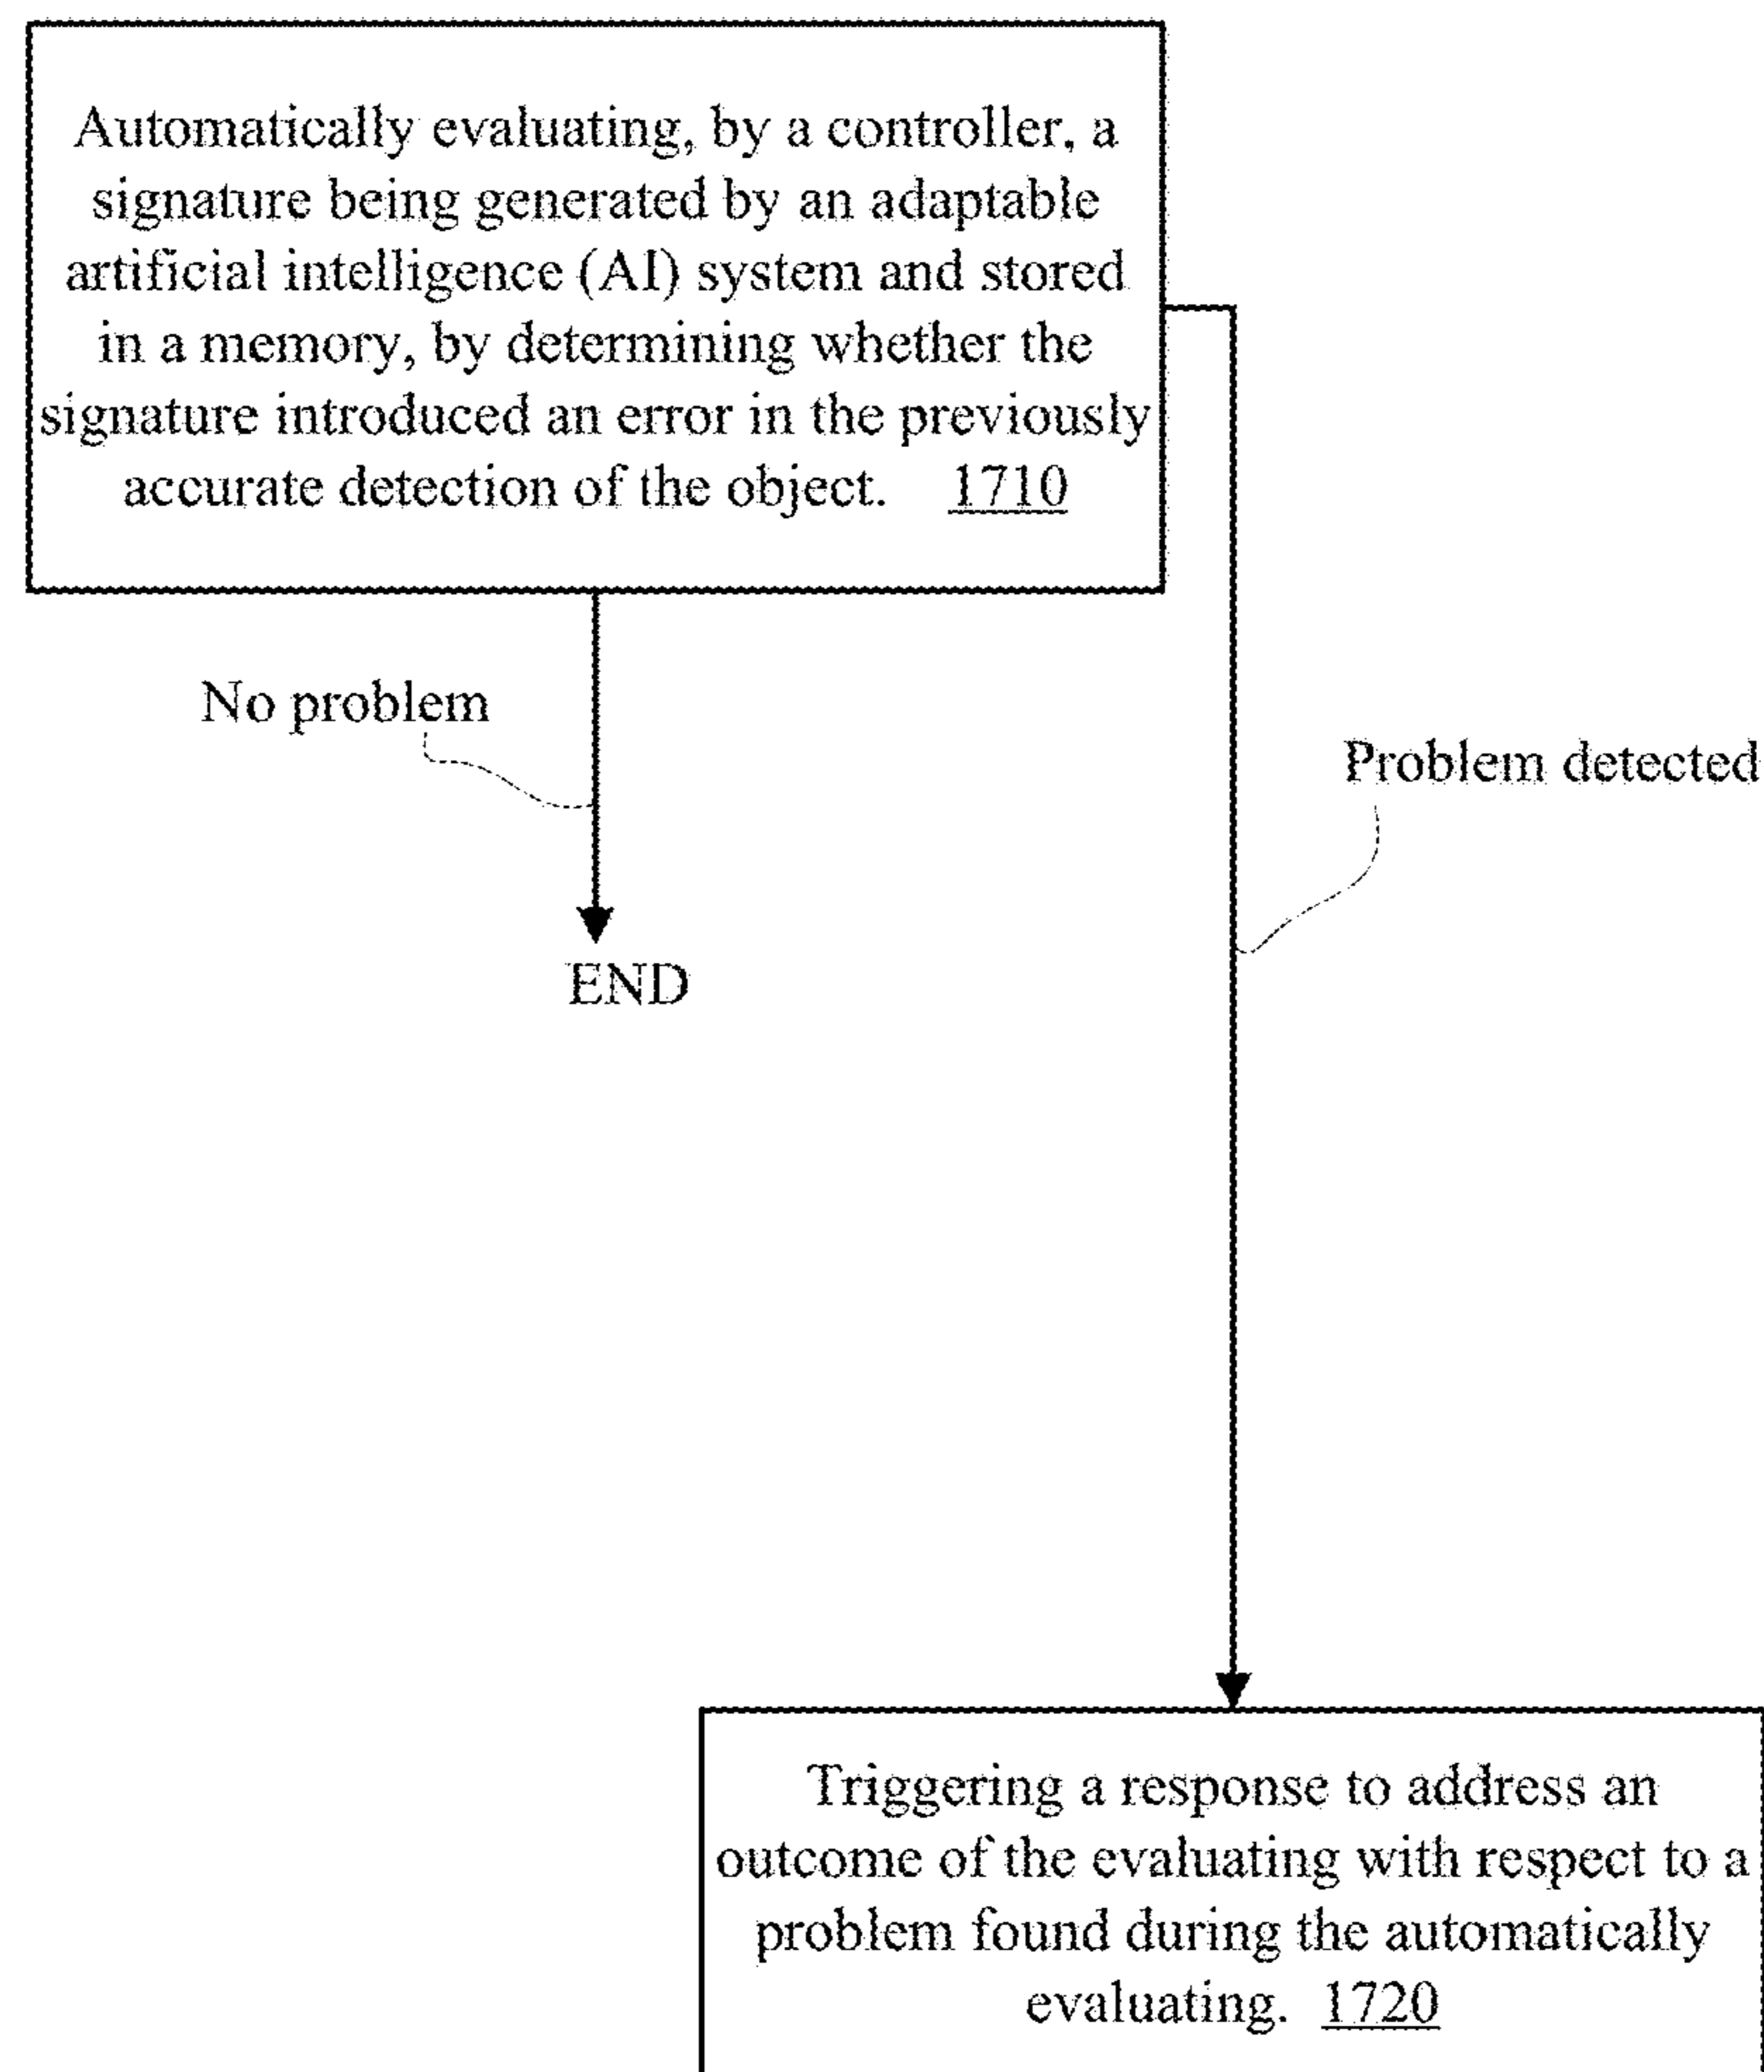 Automatically evaluating, by a controller, a
signature being generated by an adaptable
artificial intelligence (AI) system and stored
in a memory, by determining whether the
signature introduced an error in the previously
accurate detection of the object. 1710
No problem
Problem detected
END
Triggering a response to address an
outcome of the evaluating with respect to a
problem found during the automatically
evaluating. 1720